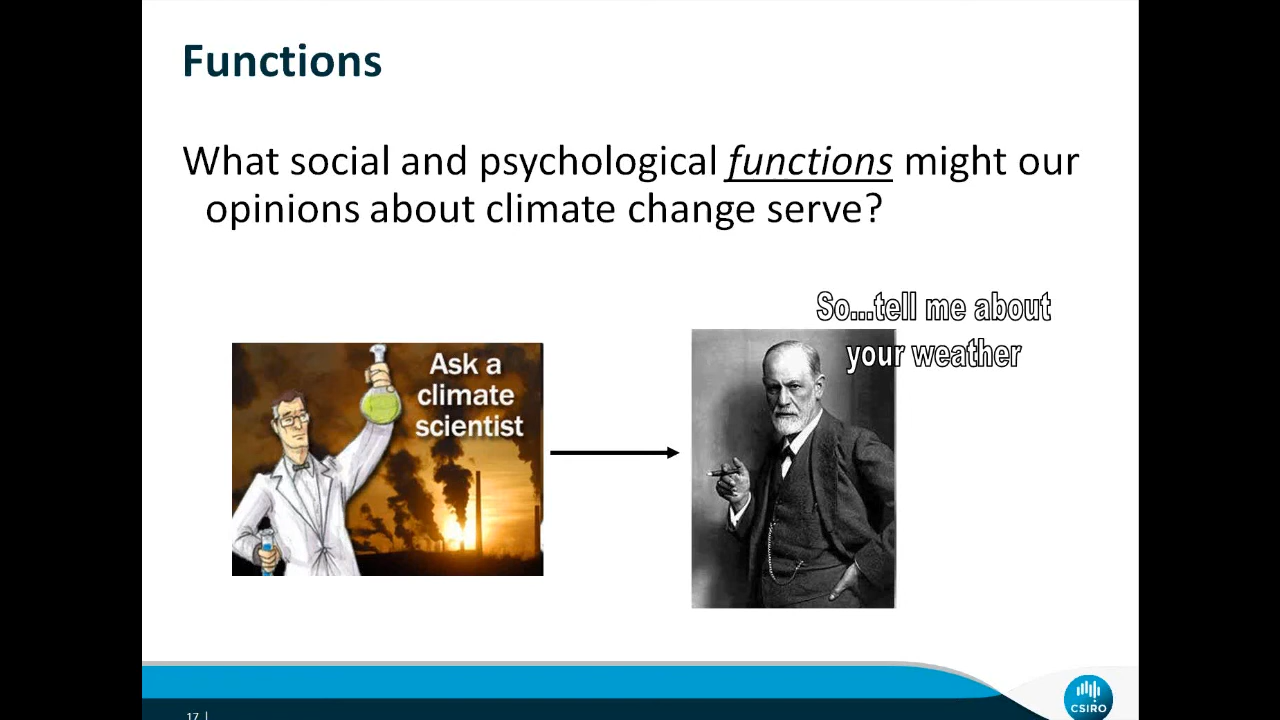 Functions
What social and psychological functions might our
opinions about climate change serve?
So...tell me about
your weather
Ask a
climate
scientist
17 |
CSIRO